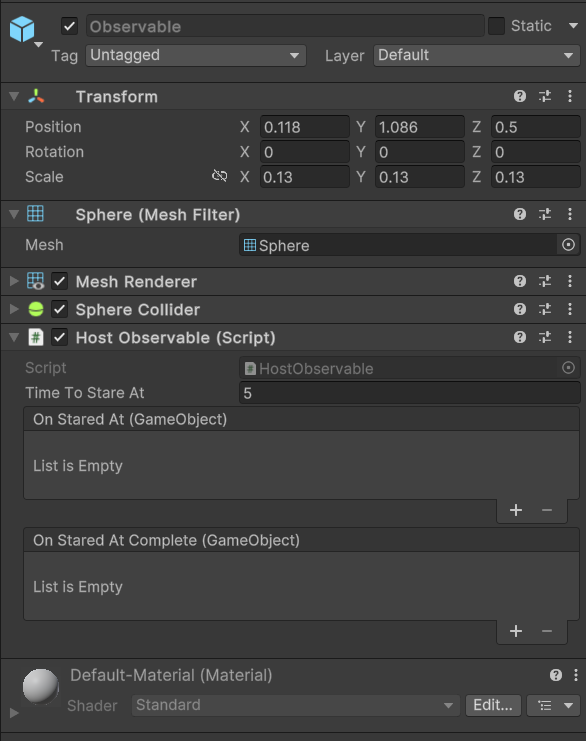 Observable Static
Tag Untagged Layer Default
Transform
Position X 0.118 Y 1.086 Z 0.5
Rotation X 0 Y 0 Z 0
Scale X 0.13 Y 0.13 Z 0.13
Sphere (Mesh Filter)
Mesh Sphere
Mesh Renderer
Sphere Collider
# Host Observable (Script)
Script # HostObservable
Time To Stare At 5
On Stared At (GameObject)
List is Empty
+ −
On Stared At Complete (GameObject)
List is Empty
+ −
Default-Material (Material)
Shader Standard Edit...